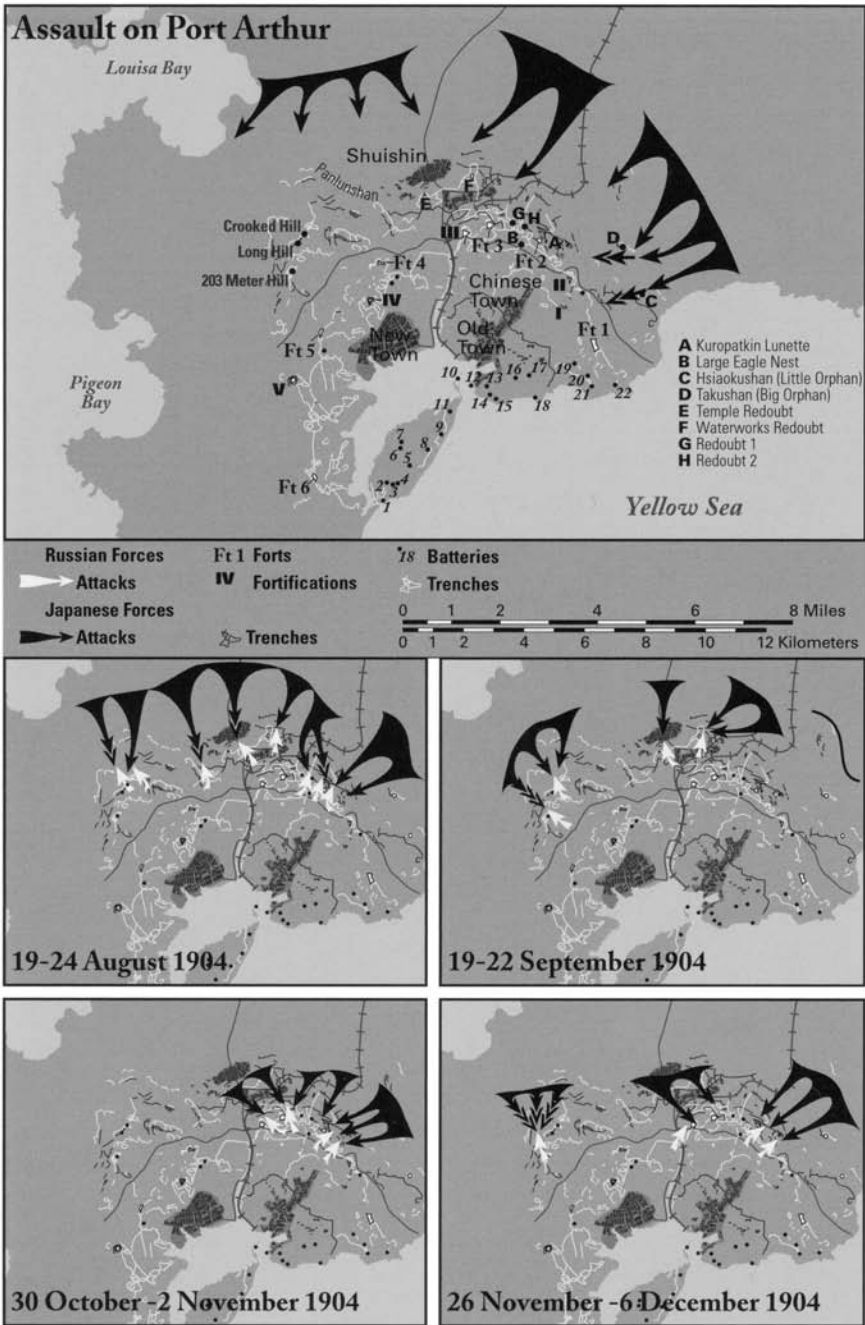 Assault on Port Arthur
Louisa Bay
Shuishin
Panlunshan
F
E
G
H
Crooked Hill
III
D
Long Hill
Ft 3
B
A
Ft 2
203 Meter Hill
Ft 4
II
C
IV
Chinese
Town
I
New
Town
Old
Town
Ft 1
Ft 5
Pigeon
Bay
V
10
12
13
16
17
19
20
21
22
14
15
18
11
9
7
6
8
5
Ft 6
2
3
4
1
A Kuropatkin Lunette
B Large Eagle Nest
C Hsiaokushan (Little Orphan)
D Takushan (Big Orphan)
E Temple Redoubt
F Waterworks Redoubt
G Redoubt 1
H Redoubt 2
Yellow Sea
Russian Forces
Attacks
Japanese Forces
Attacks
Ft 1 Forts
IV Fortifications
Trenches
18 Batteries
Trenches
0 1 2 4 6 8 Miles
0 1 2 4 6 8 10 12 Kilometers
19-24 August 1904
19-22 September 1904
30 October -2 November 1904
26 November -6 December 1904